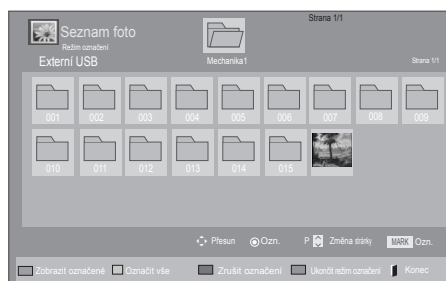 Strana 1/1
Seznam foto
Režim označení
Externí USB
Mechanika1
Strana 1/1
001 002 003 004 005 006 007 008 009
010 011 012 013 014 015
Přesun Ozn. P Změna stránky MARK Ozn.
Zobrazit označené Označit vše Zrušit označení Ukončit režim označení Konec